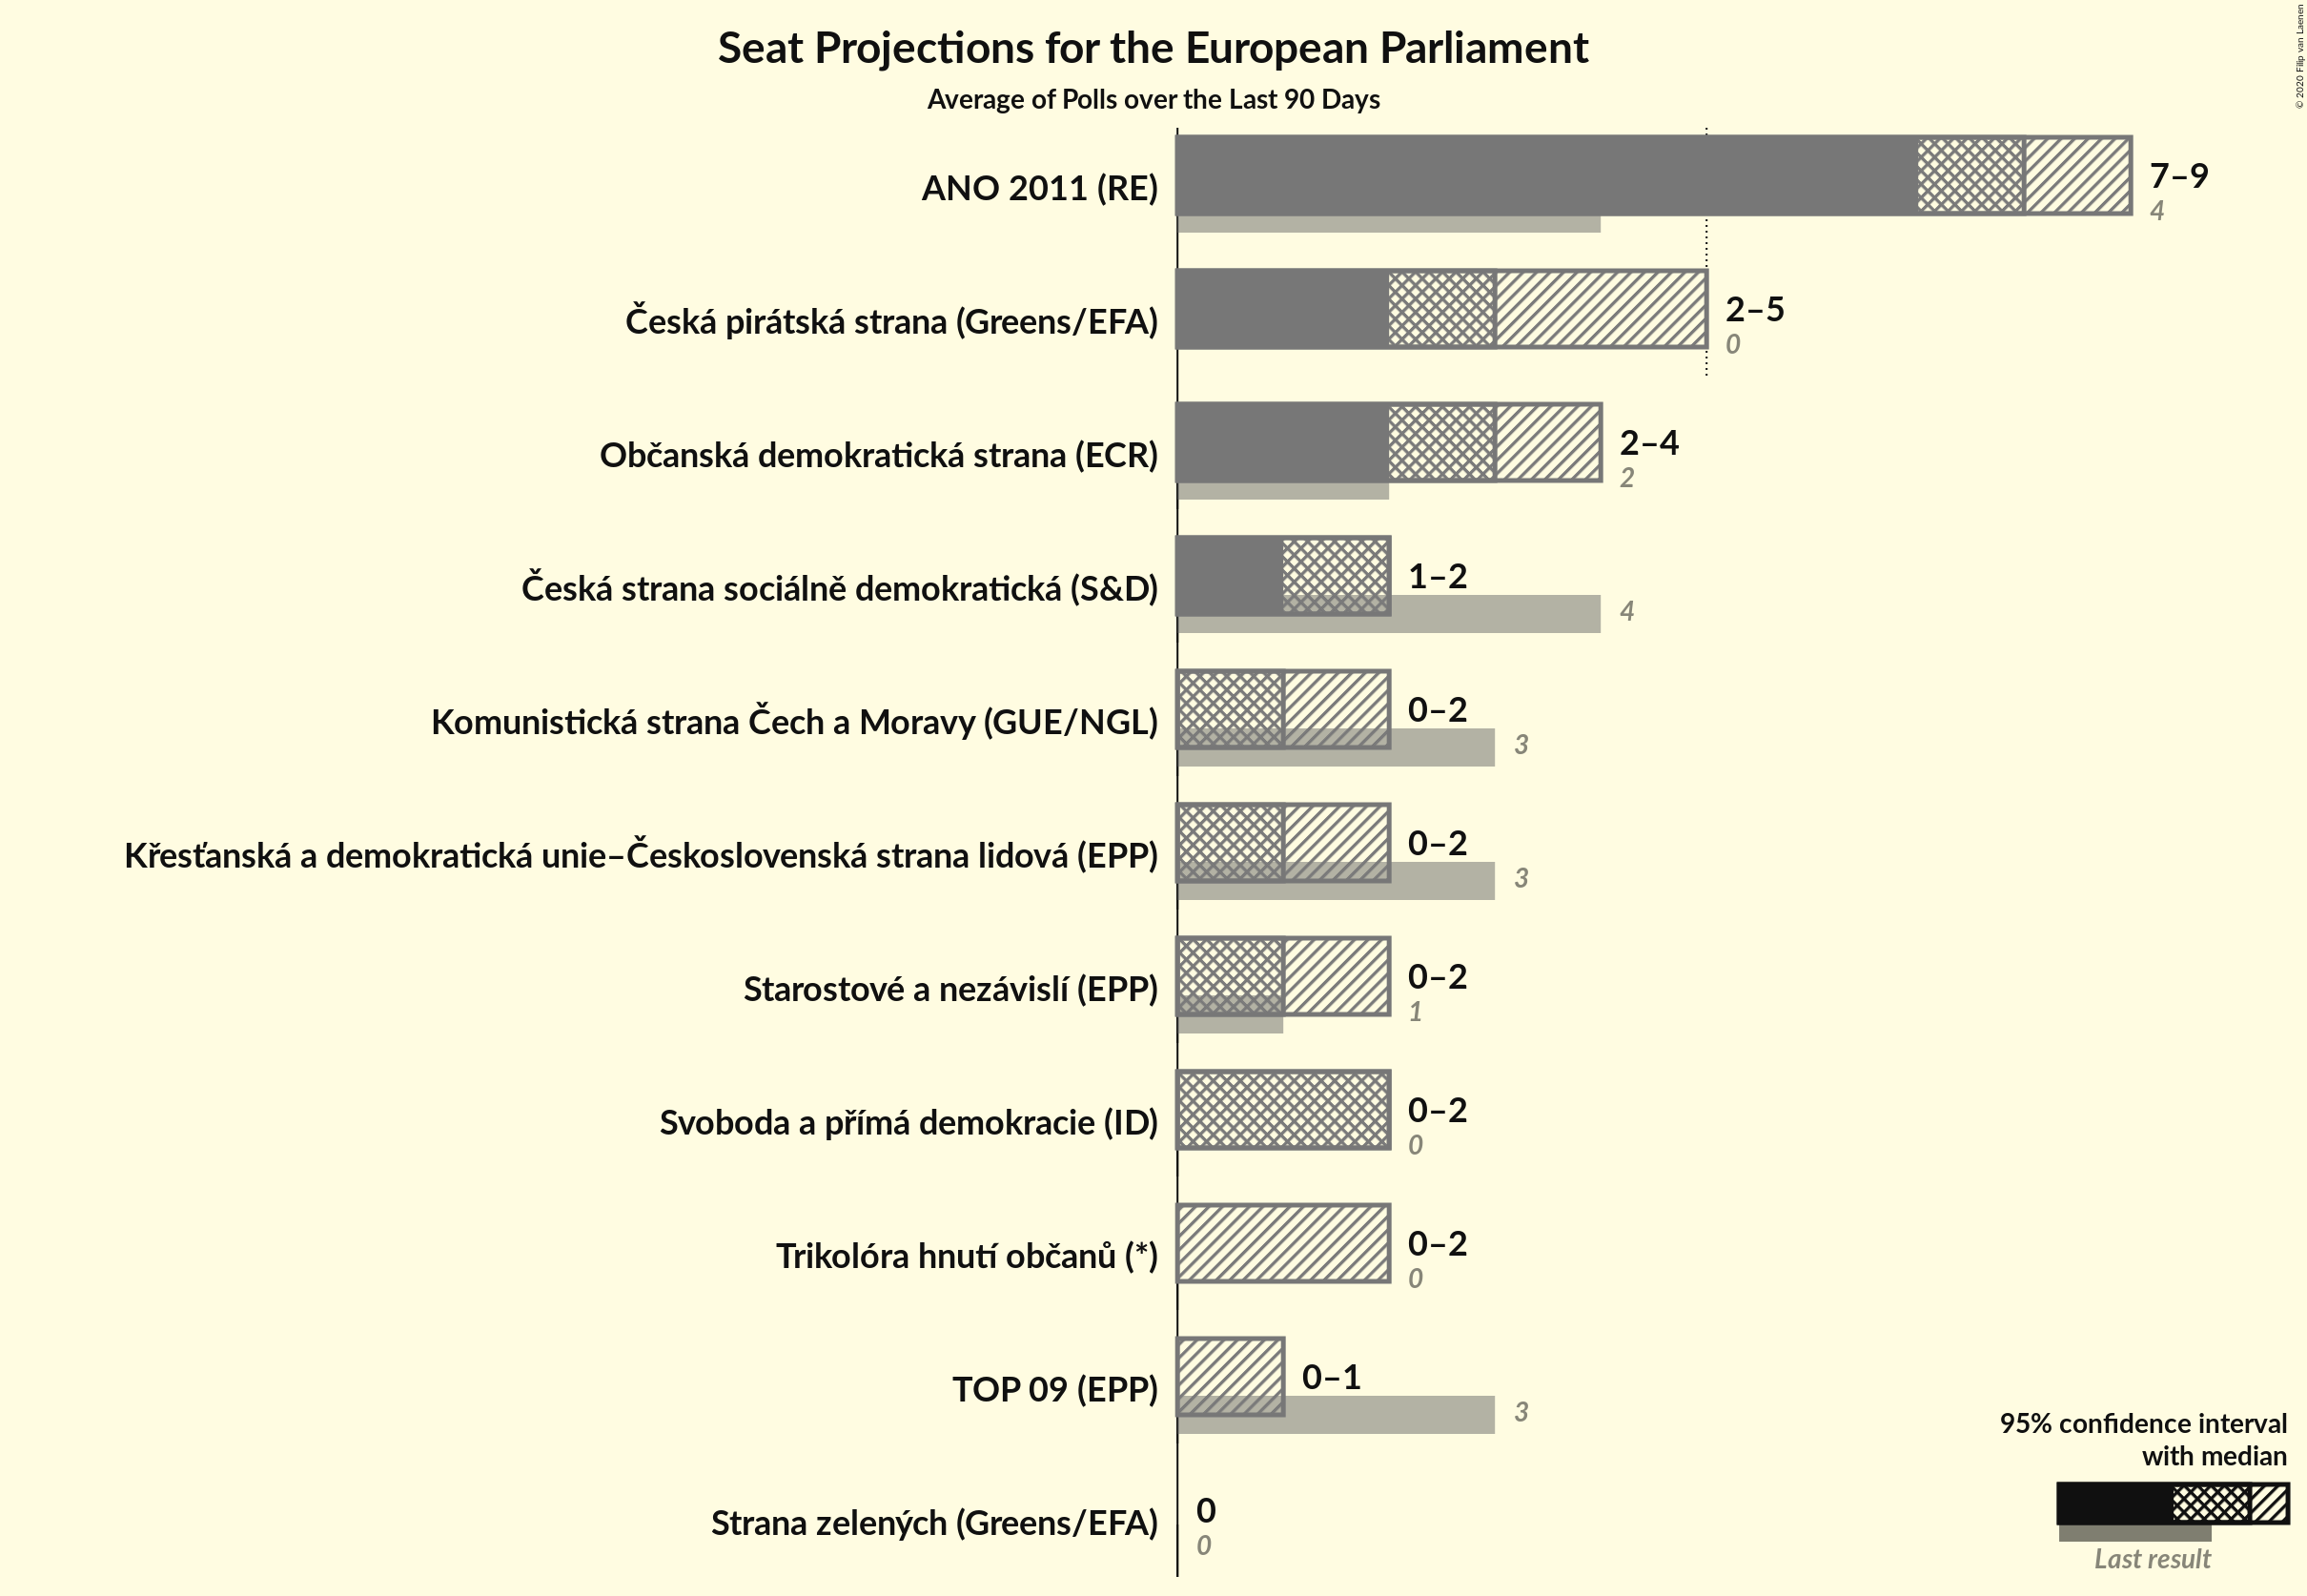 Seat Projections for the European Parliament
Average of Polls over the Last 90 Days
© 2020 Filip van Laenen
ANO 2011 (RE)
7–9
4
Česká pirátská strana (Greens/EFA)
2–5
0
Občanská demokratická strana (ECR)
2–4
2
Česká strana sociálně demokratická (S&D)
1–2
4
Komunistická strana Čech a Moravy (GUE/NGL)
0–2
3
Křesťanská a demokratická unie–Československá strana lidová (EPP)
0–2
3
Starostové a nezávislí (EPP)
0–2
1
Svoboda a přímá demokracie (ID)
0–2
0
Trikolóra hnutí občanů (*)
0–2
0
TOP 09 (EPP)
0–1
3
Strana zelených (Greens/EFA)
0
0
95% confidence interval
with median
Last result